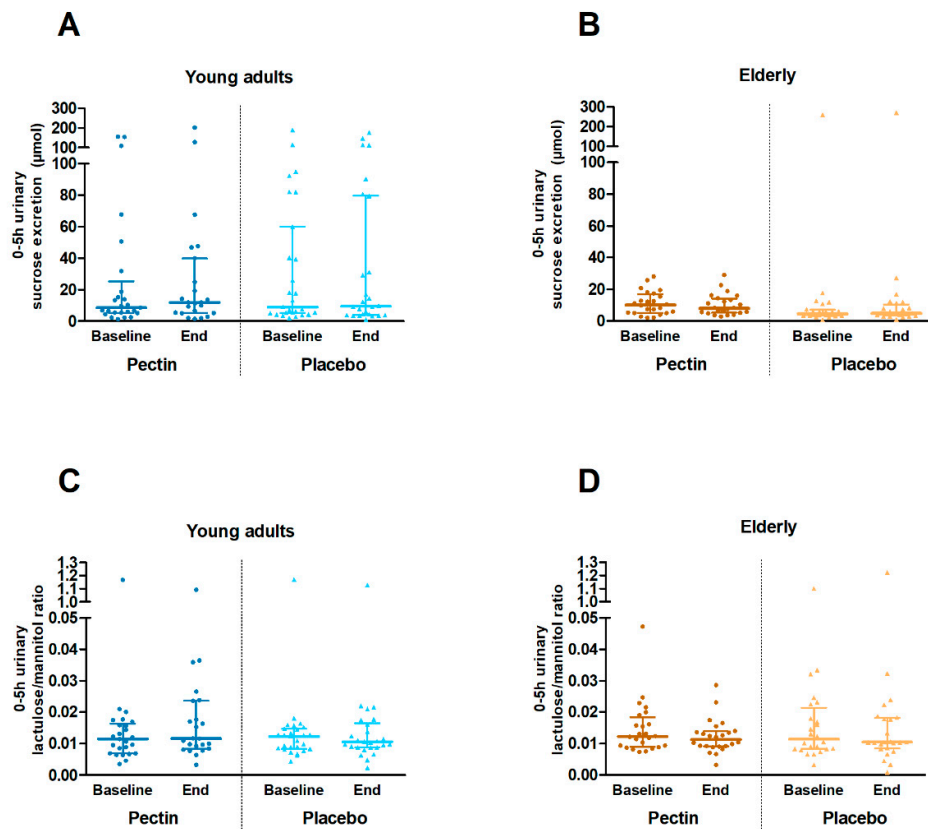 A
Young adults
0-5h urinary
sucrose excretion (µmol)
300
200
100
80
60
40
20
0
Baseline End Baseline End
Pectin Placebo
B
Elderly
0-5h urinary
sucrose excretion (µmol)
300
200
100
80
60
40
20
0
Baseline End Baseline End
Pectin Placebo
C
Young adults
0-5h urinary
lactulose/mannitol ratio
1.3
1.2
1.1
1.0
0.05
0.04
0.03
0.02
0.01
0.00
Baseline End Baseline End
Pectin Placebo
D
Elderly
0-5h urinary
lactulose/mannitol ratio
1.3
1.2
1.1
1.0
0.05
0.04
0.03
0.02
0.01
0.00
Baseline End Baseline End
Pectin Placebo